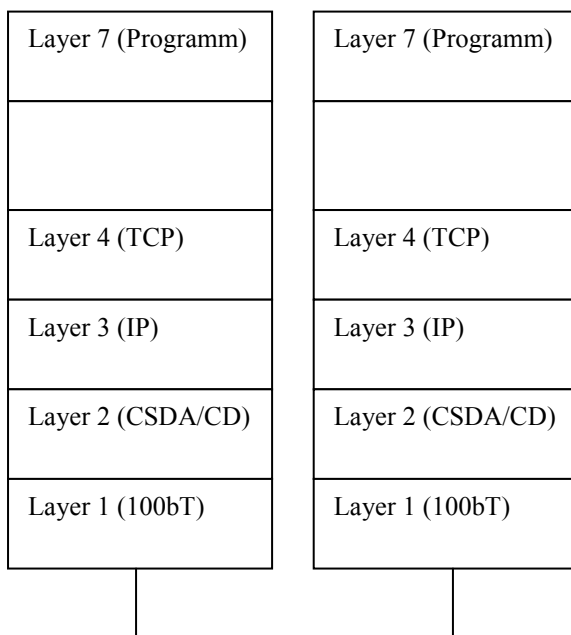 Layer 7 (Programm)
Layer 7 (Programm)
Layer 4 (TCP)
Layer 4 (TCP)
Layer 3 (IP)
Layer 3 (IP)
Layer 2 (CSDA/CD)
Layer 2 (CSDA/CD)
Layer 1 (100bT)
Layer 1 (100bT)